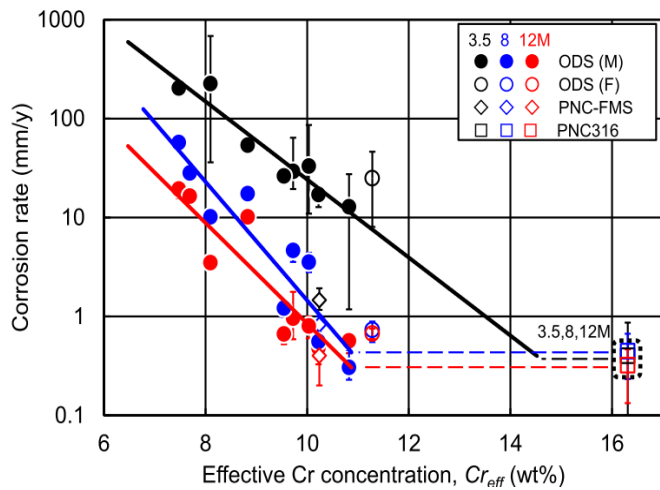 1000
100
10
1
0.1
Corrosion rate (mm/y)
3.5 8 12M
ODS (M)
ODS (F)
PNC-FMS
PNC316
3.5,8,12M
6 8 10 12 14 16
Effective Cr concentration, Cr_eff (wt%)